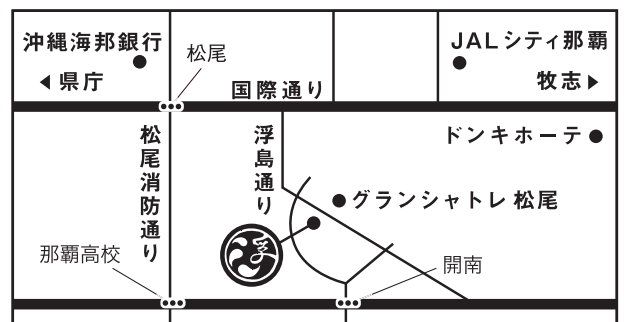 沖縄海邦銀行
JALシティ那覇
松尾
県庁
牧志
国際通り
松尾消防通り
浮島通り
ドンキホーテ
グランシャトレ松尾
那覇高校
開南